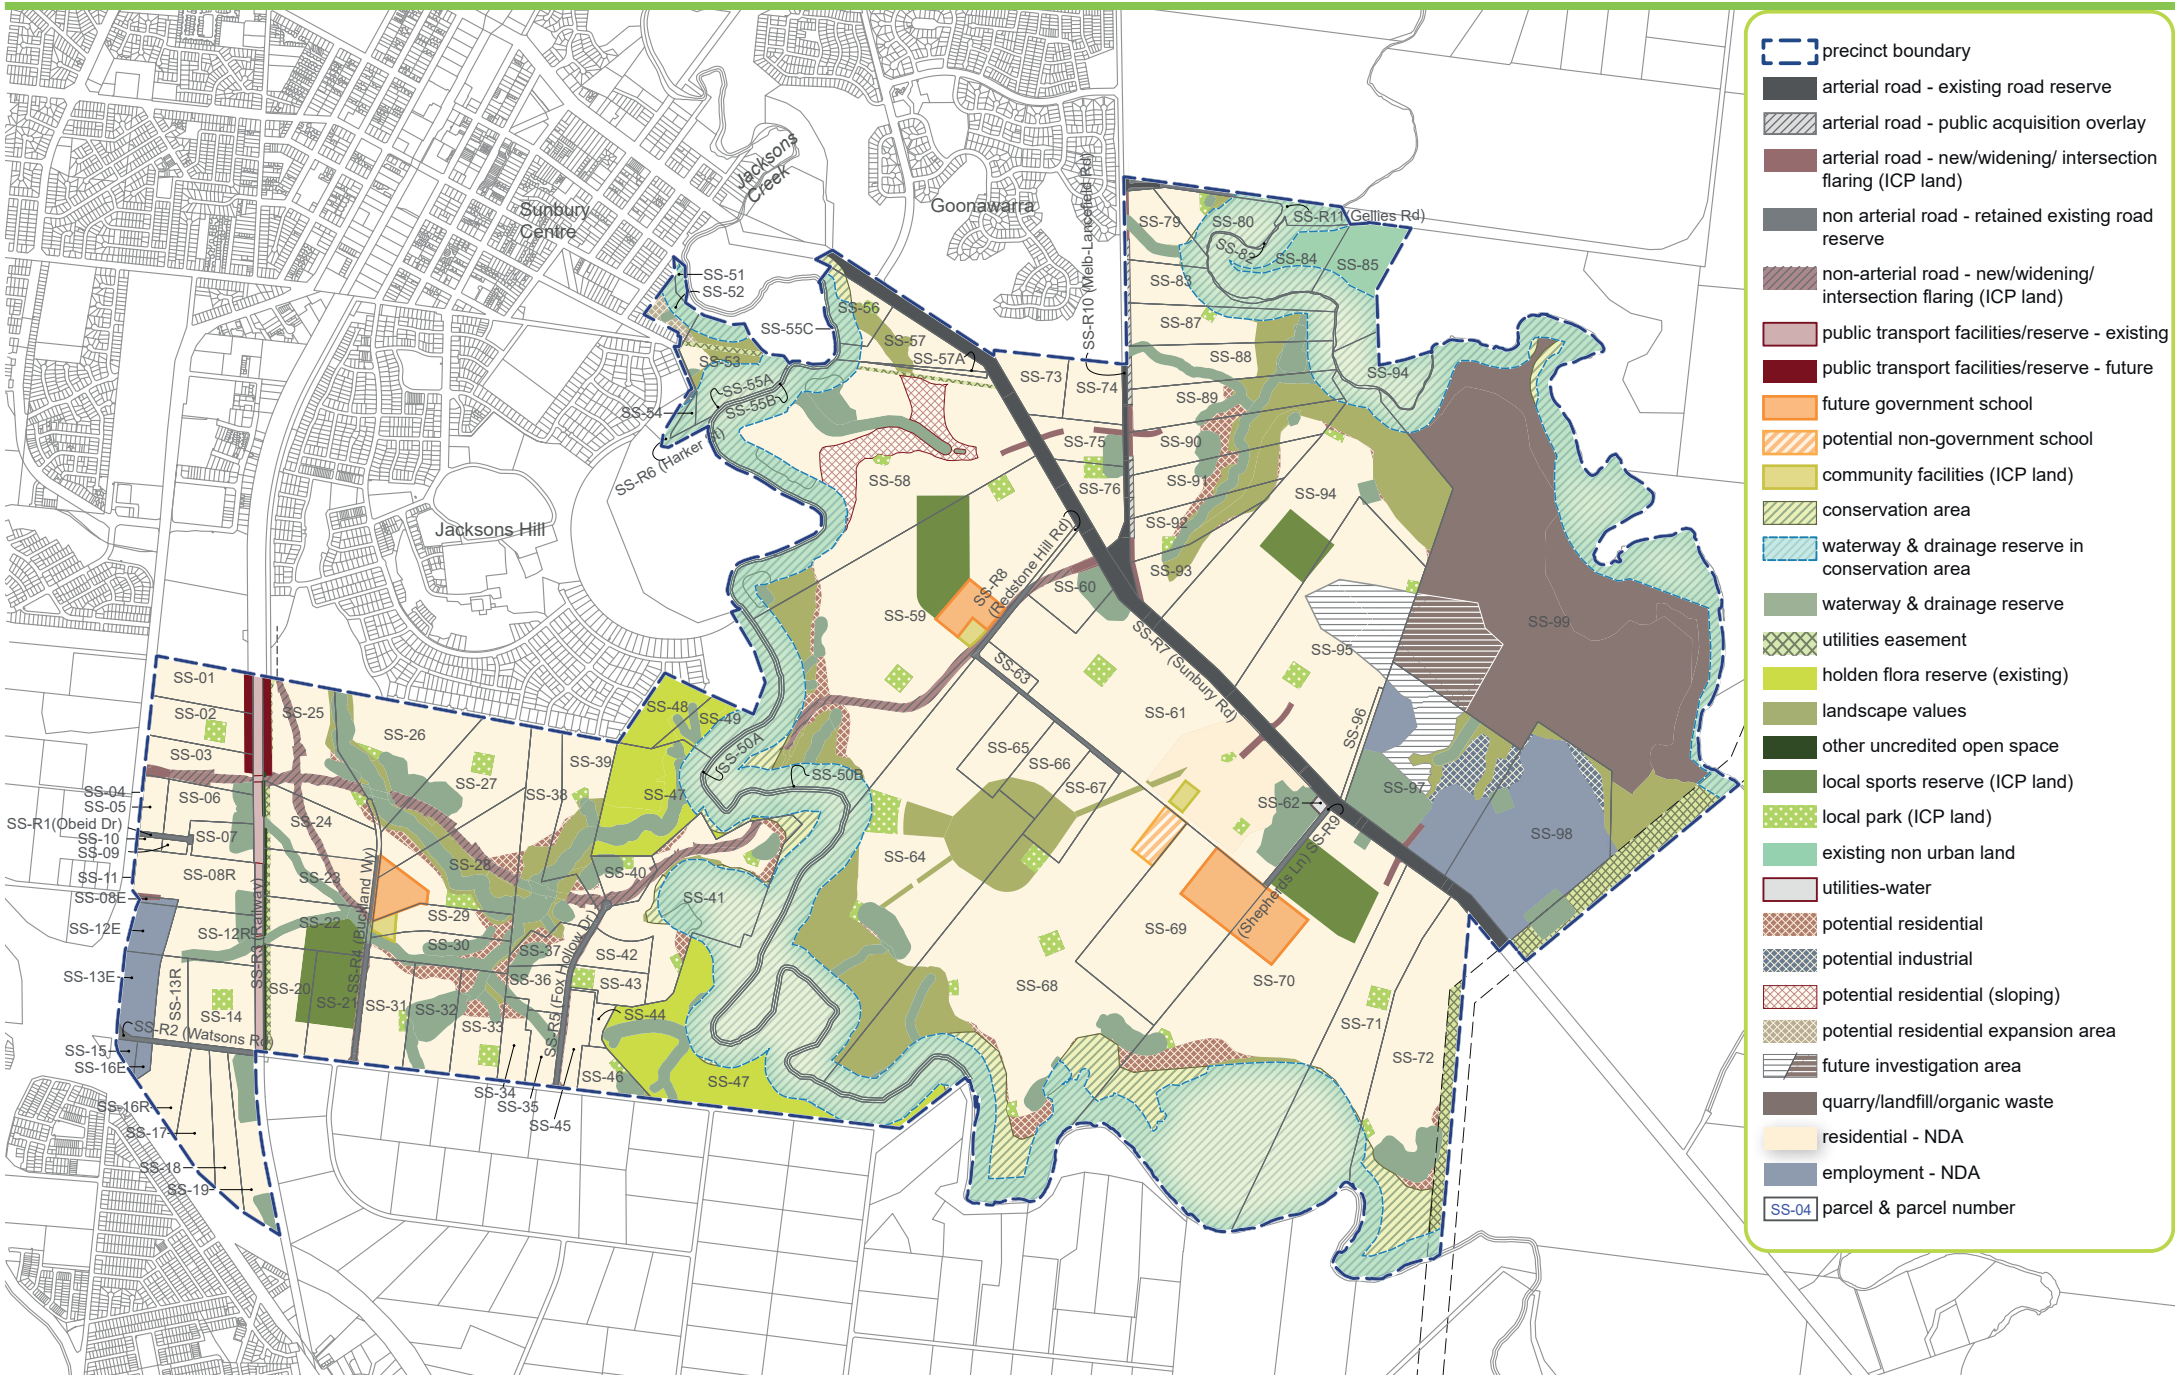 Jacksons
Creek
Sunbury
Centre
Goonawarra
Jacksons Hill
SS-R10 (Melb-Lancefield Rd)
SS-R11 (Gellies Rd)
SS-79
SS-80
SS-82
SS-84
SS-85
SS-83
SS-87
SS-88
SS-94
SS-89
SS-90
SS-91
SS-92
SS-93
SS-94
SS-51
SS-52
SS-55C
SS-56
SS-57
SS-57A
SS-53
SS-55A
SS-55B
SS-54
SS-R6 (Harker St)
SS-73
SS-74
SS-75
SS-76
SS-58
SS-59
SS-R8
(Redstone Hill Rd)
SS-60
SS-63
SS-R7 (Sunbury Rd)
SS-61
SS-95
SS-96
SS-99
SS-97
SS-98
SS-62
SS-R9
(Shepherds Ln)
SS-65
SS-66
SS-67
SS-64
SS-69
SS-70
SS-68
SS-71
SS-72
SS-01
SS-02
SS-03
SS-04
SS-05
SS-06
SS-R1(Obeid Dr)
SS-10
SS-09
SS-07
SS-11
SS-08R
SS-08E
SS-12E
SS-12R
SS-13E
SS-13R
SS-14
SS-R2 (Watsons Rd)
SS-15
SS-16E
SS-16R
SS-17
SS-18
SS-19
SS-R3 (Railway)
SS-20
SS-21
SS-22
SS-23
SS-24
SS-25
SS-26
SS-27
SS-28
SS-29
SS-30
SS-31
SS-32
SS-33
SS-34
SS-35
SS-45
SS-R4 (Buckland Wy)
SS-R5 (Fox Hollow Dr)
SS-36
SS-37
SS-38
SS-39
SS-40
SS-41
SS-42
SS-43
SS-44
SS-46
SS-47
SS-47
SS-48
SS-49
SS-50A
SS-50B
precinct boundary
arterial road - existing road reserve
arterial road - public acquisition overlay
arterial road - new/widening/ intersection
flaring (ICP land)
non arterial road - retained existing road
reserve
non-arterial road - new/widening/
intersection flaring (ICP land)
public transport facilities/reserve - existing
public transport facilities/reserve - future
future government school
potential non-government school
community facilities (ICP land)
conservation area
waterway & drainage reserve in
conservation area
waterway & drainage reserve
utilities easement
holden flora reserve (existing)
landscape values
other uncredited open space
local sports reserve (ICP land)
local park (ICP land)
existing non urban land
utilities-water
potential residential
potential industrial
potential residential (sloping)
potential residential expansion area
future investigation area
quarry/landfill/organic waste
residential - NDA
employment - NDA
SS-04 parcel & parcel number